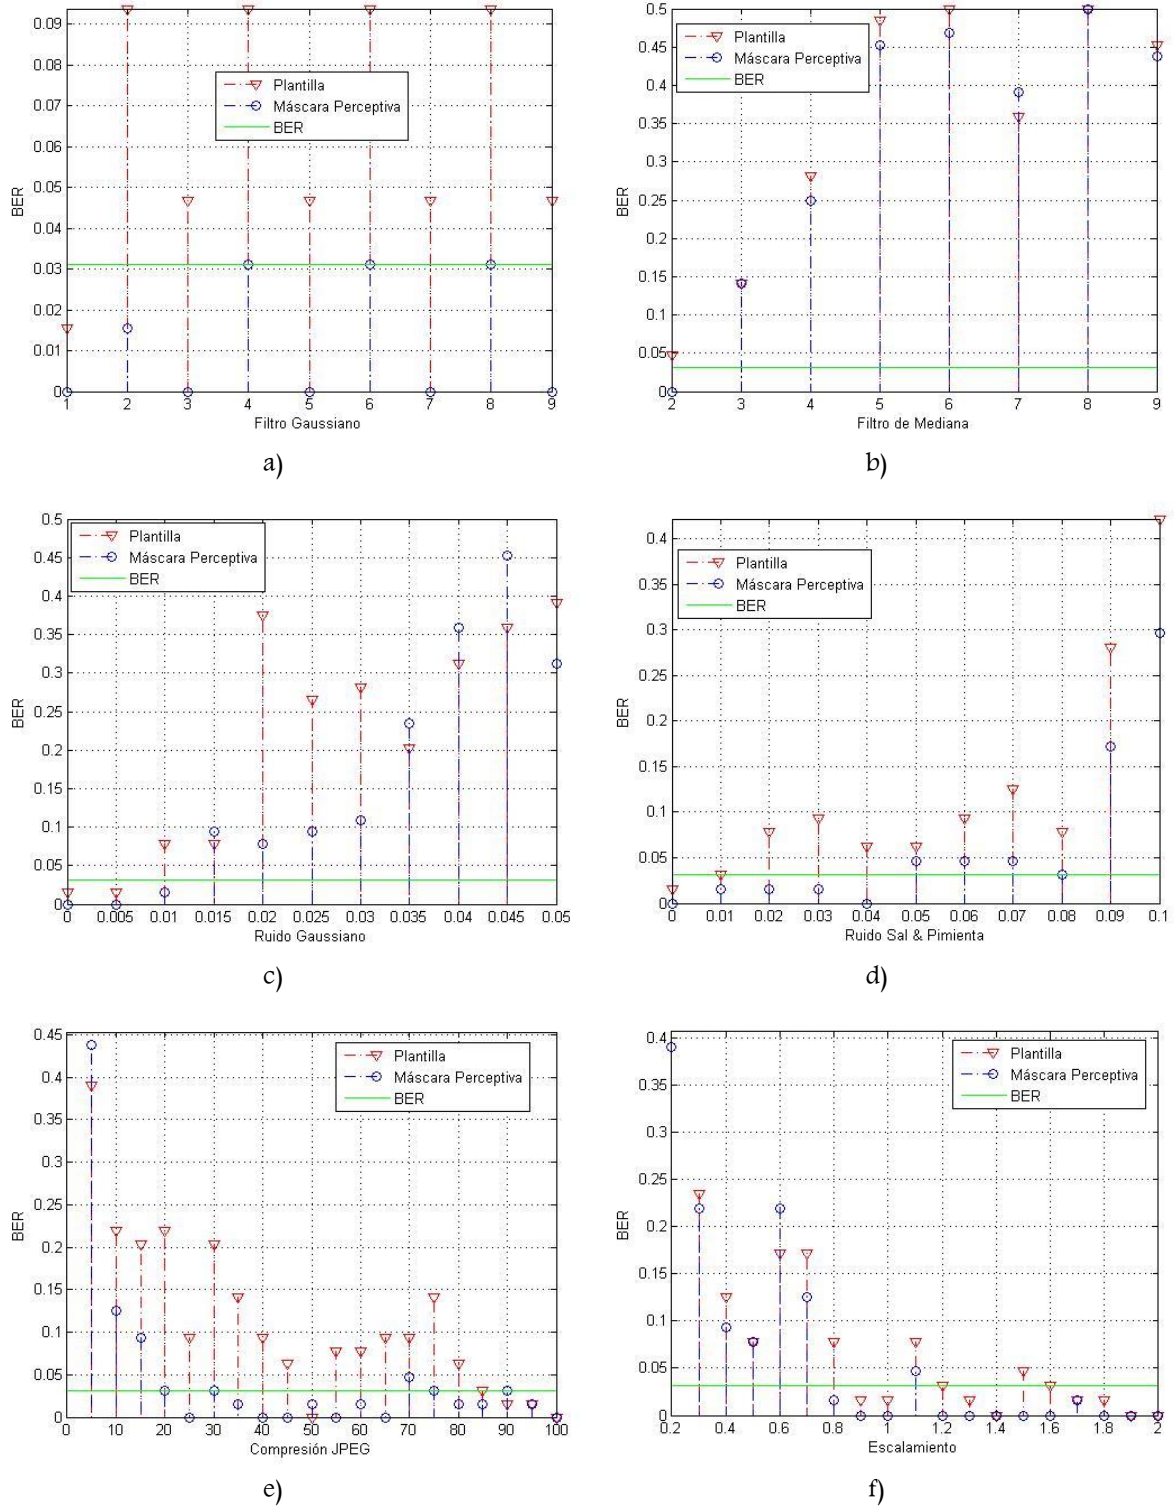 0.09
0.08
0.07
0.06
0.05
0.04
0.03
0.02
0.01
0
BER
Plantilla
Máscara Perceptiva
BER
1 2 3 4 5 6 7 8 9
Filtro Gaussiano
a)
0.5
0.45
0.4
0.35
0.3
0.25
0.2
0.15
0.1
0.05
0
BER
Plantilla
Máscara Perceptiva
BER
2 3 4 5 6 7 8 9
Filtro de Mediana
b)
0.5
0.45
0.4
0.35
0.3
0.25
0.2
0.15
0.1
0.05
0
BER
Plantilla
Máscara Perceptiva
BER
0 0.005 0.01 0.015 0.02 0.025 0.03 0.035 0.04 0.045 0.05
Ruido Gaussiano
c)
0.4
0.35
0.3
0.25
0.2
0.15
0.1
0.05
0
BER
Plantilla
Máscara Perceptiva
BER
0 0.01 0.02 0.03 0.04 0.05 0.06 0.07 0.08 0.09 0.1
Ruido Sal & Pimienta
d)
0.45
0.4
0.35
0.3
0.25
0.2
0.15
0.1
0.05
0
BER
Plantilla
Máscara Perceptiva
BER
0 10 20 30 40 50 60 70 80 90 100
Compresión JPEG
e)
0.4
0.35
0.3
0.25
0.2
0.15
0.1
0.05
0
BER
Plantilla
Máscara Perceptiva
BER
0.2 0.4 0.6 0.8 1 1.2 1.4 1.6 1.8 2
Escalamiento
f)